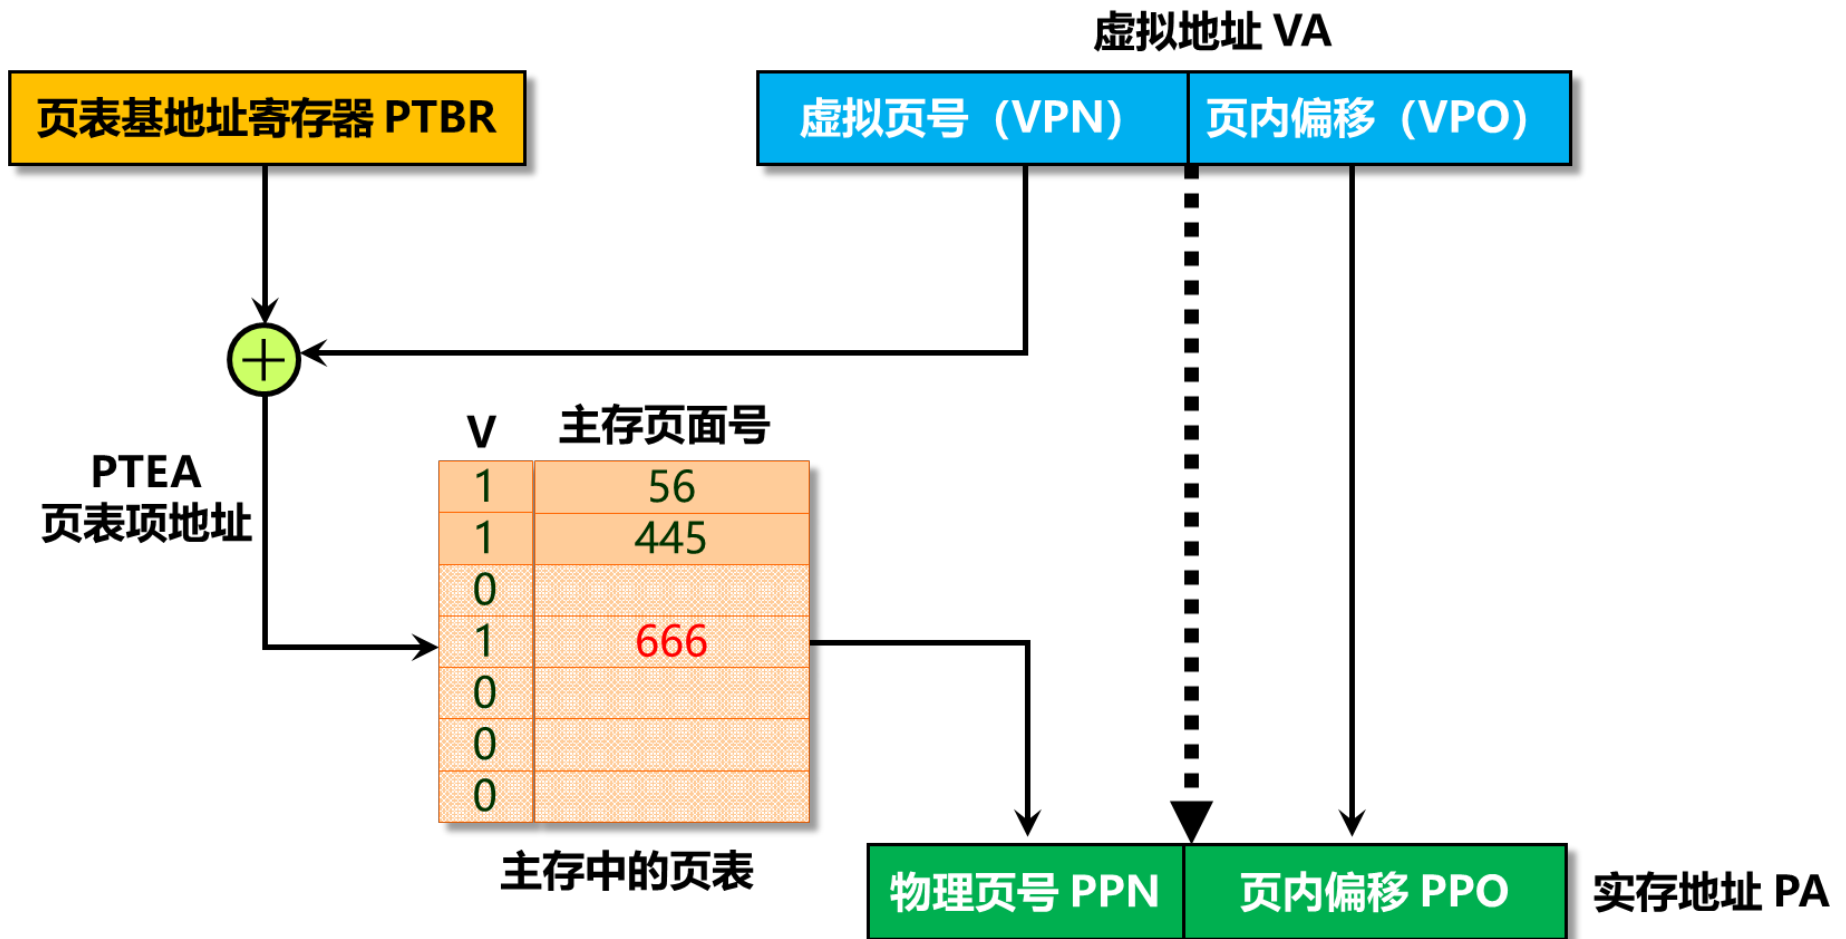 虚拟地址 VA
页表基地址寄存器 PTBR
虚拟页号（VPN） 页内偏移（VPO）
PTEA
页表项地址
V 主存页面号
1 56
1 445
0
1 666
0
0
0
主存中的页表
物理页号 PPN 页内偏移 PPO 实存地址 PA